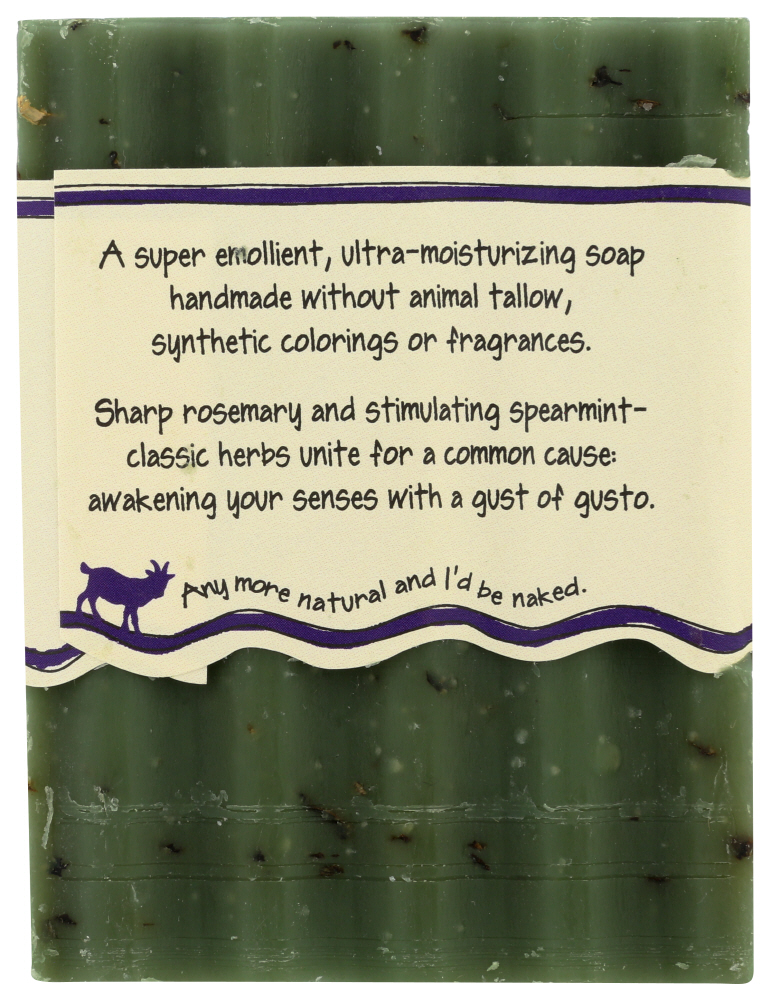 A super emollient, ultra-moisturizing soap
handmade without animal tallow,
synthetic colorings or fragrances.
Sharp rosemary and stimulating spearmint-
classic herbs unite for a common cause:
awakening your senses with a gust of gusto.
Any more natural and I'd be naked.